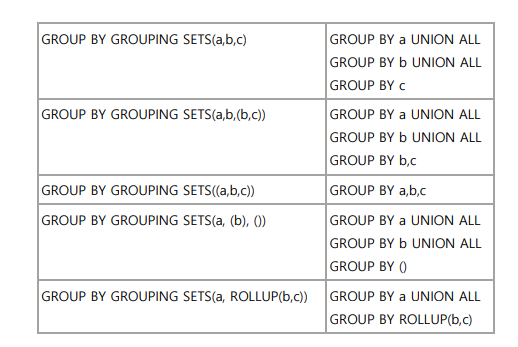 GROUP BY GROUPING SETS(a,b,c)
GROUP BY a UNION ALL
GROUP BY b UNION ALL
GROUP BY c
GROUP BY GROUPING SETS(a,b,(b,c))
GROUP BY a UNION ALL
GROUP BY b UNION ALL
GROUP BY b,c
GROUP BY GROUPING SETS((a,b,c))
GROUP BY a,b,c
GROUP BY GROUPING SETS(a, (b), ())
GROUP BY a UNION ALL
GROUP BY b UNION ALL
GROUP BY ()
GROUP BY GROUPING SETS(a, ROLLUP(b,c))
GROUP BY a UNION ALL
GROUP BY ROLLUP(b,c)